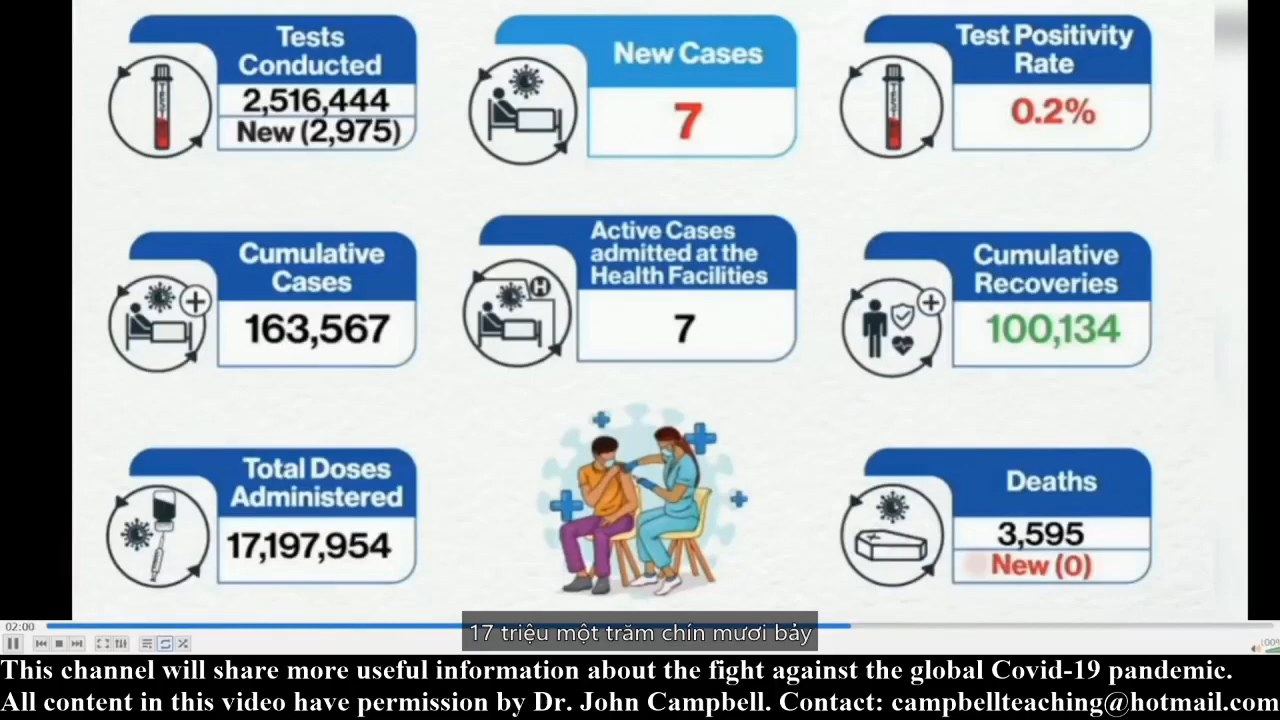 Tests
Conducted
2,516,444
New (2,975)
New Cases
7
Test Positivity
Rate
0.2%
Cumulative
Cases
163,567
Active Cases
admitted at the
Health Facilities
7
Cumulative
Recoveries
100,134
Total Doses
Administered
17,197,954
Deaths
3,595
New (0)
02:00
17 triệu một trăm chín mươi bảy
This channel will share more useful information about the fight against the global Covid-19 pandemic.
All content in this video have permission by Dr. John Campbell. Contact: campbellteaching@hotmail.com